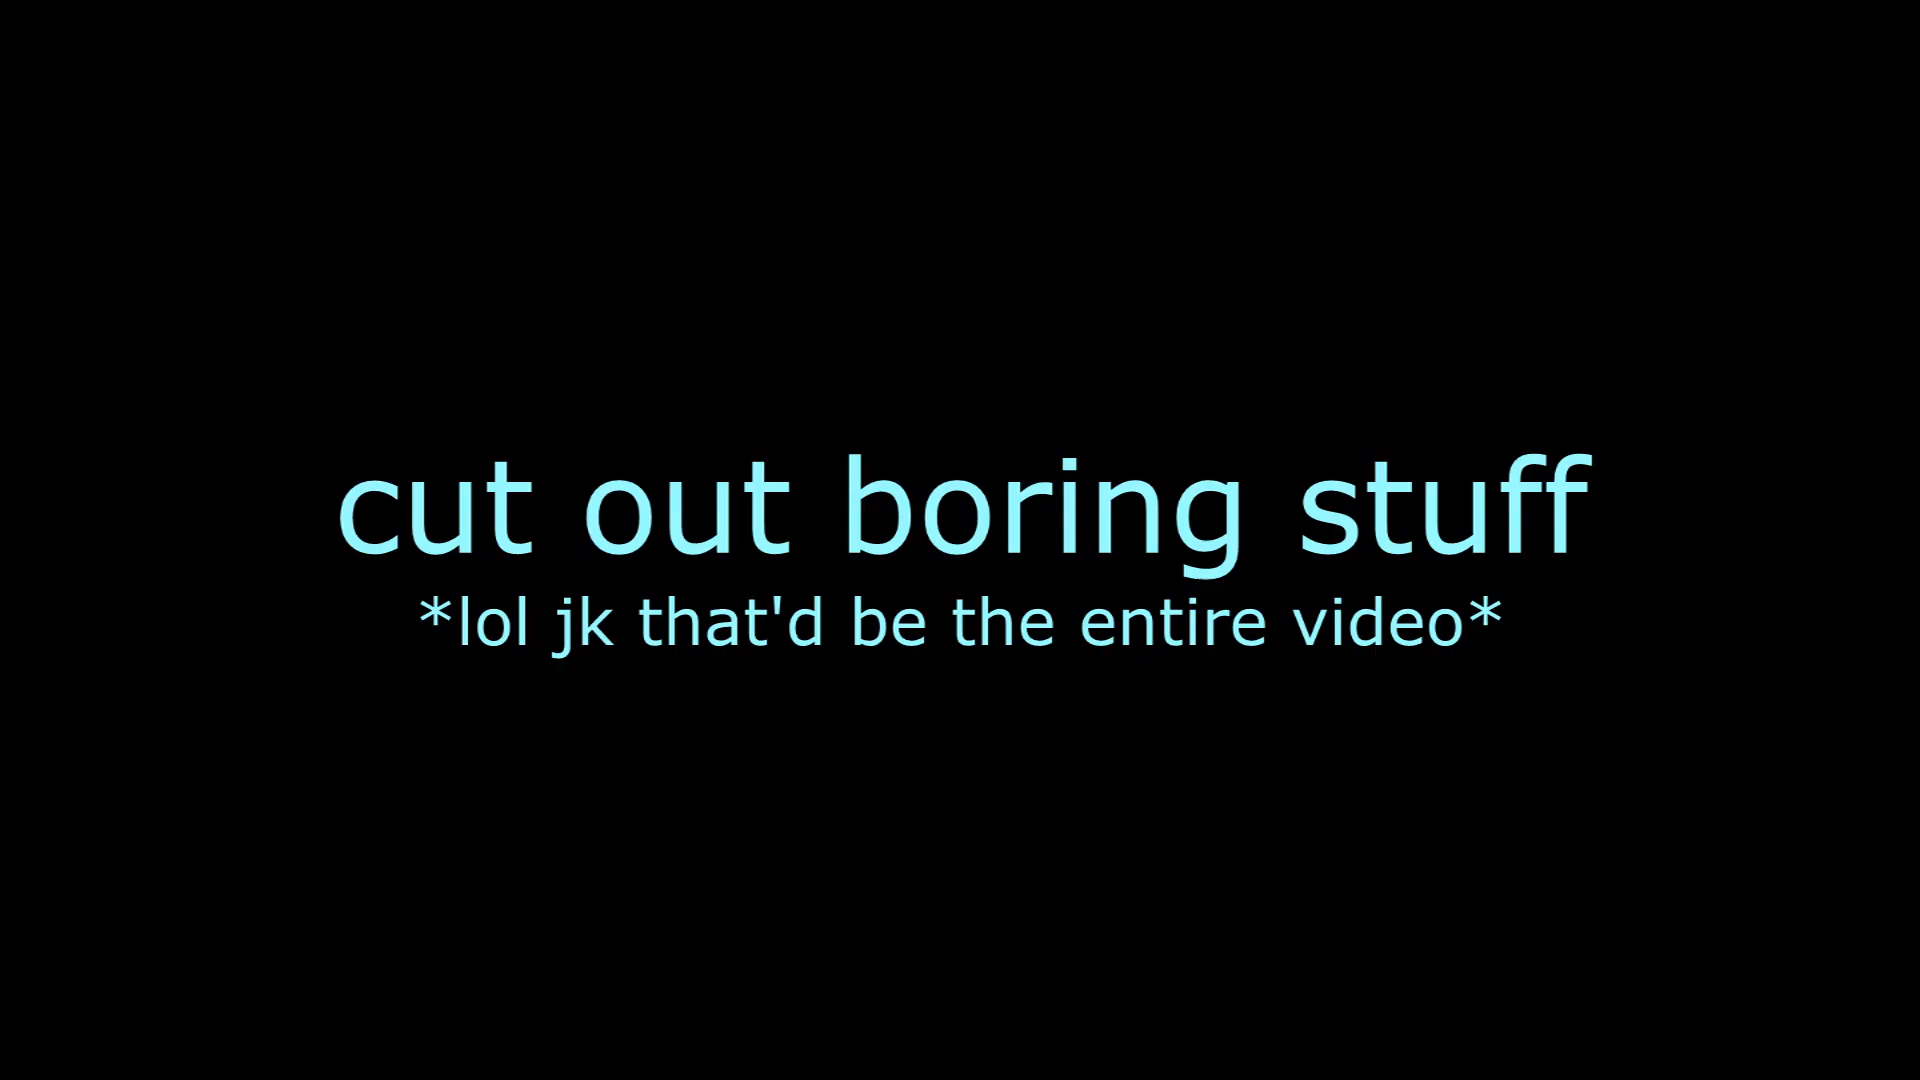 cut out boring stuff
*lol jk that'd be the entire video*